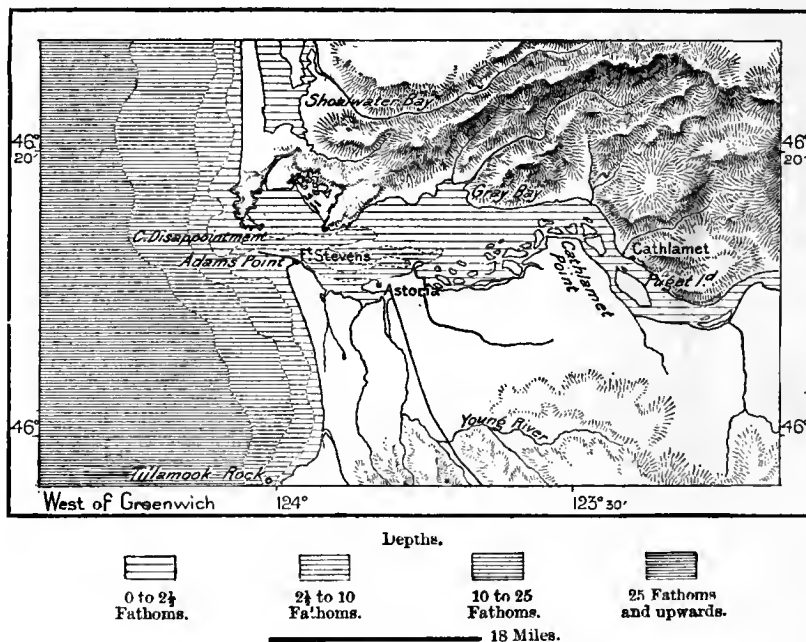 Shoalwater Bay
46°
20'
46°
20'
Gray Bay
C. Disappointment
Ft. Stevens
Adams Point
Cathlamet
Puget I.d
Astoria
Cathlamet
Point
46°
46°
Young River
Tulamook Rock
West of Greenwich
124°
123°30'
Depths.
0 to 2½
Fathoms.
2½ to 10
Fathoms.
10 to 25
Fathoms.
25 Fathoms
and upwards.
18 Miles.